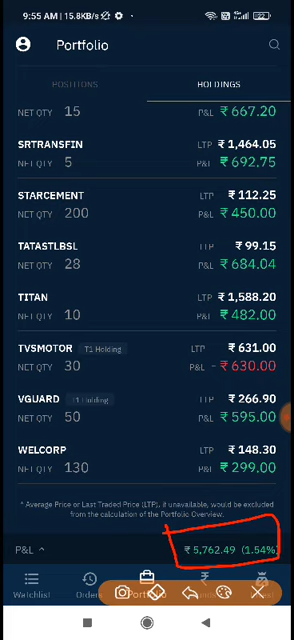 9:55 AM | 15.8KB/s
22
Portfolio
POSITIONS HOLDINGS
NET QTY 15 P&L ₹ 667.20
SRTRANSFIN LTP ₹ 1,464.05
NET QTY 5 P&L ₹ 692.75
STARCEMENT LTP ₹ 112.25
NET QTY 200 P&L ₹ 450.00
TATASTLBSL LTP ₹ 99.15
NET QTY 28 P&L ₹ 684.04
TITAN LTP ₹ 1,588.20
NET QTY 10 P&L ₹ 482.00
TVSMOTOR T1 Holding LTP ₹ 631.00
NET QTY 30 P&L - ₹ 630.00
VGUARD T1 Holding LTP ₹ 266.90
NET QTY 50 P&L ₹ 595.00
WELCORP LTP ₹ 148.30
NET QTY 130 P&L ₹ 299.00
* Average Price or Last Traded Price (LTP), if unavailable, would be excluded
from the calculation of the Portfolio Overview.
P&L ₹ 5,762.49 (1.54%)
Watchlist Orders Portfolio